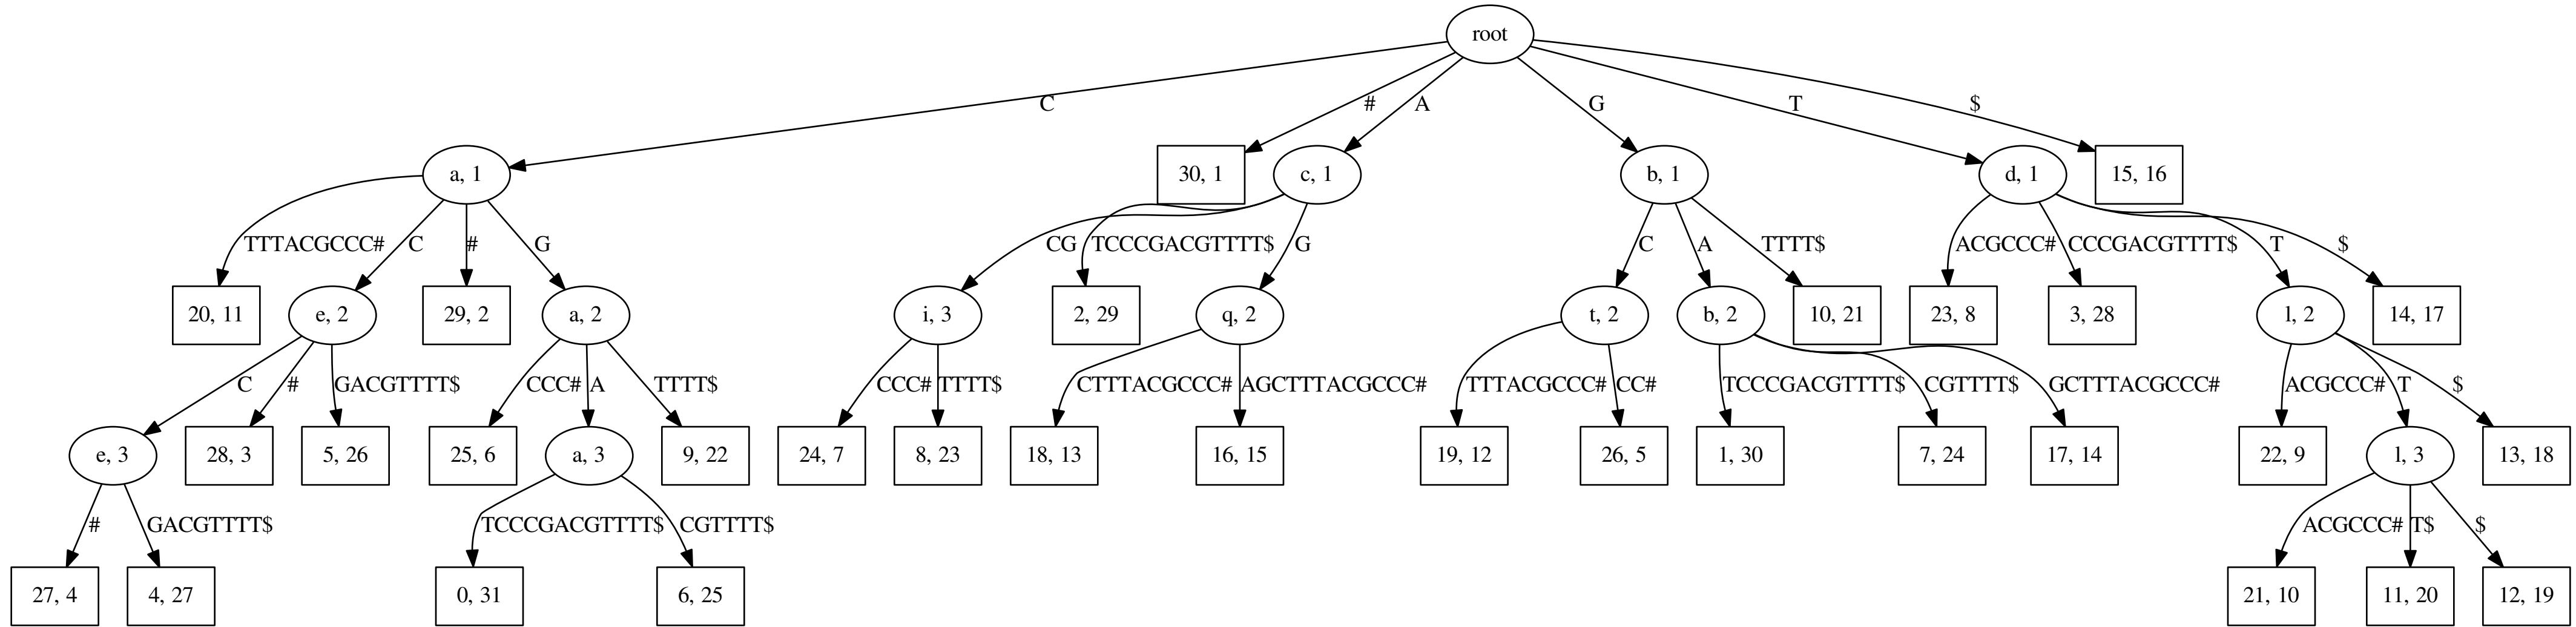 root
C
#
A
G
T
$
a, 1
30, 1
c, 1
b, 1
d, 1
15, 16
TTTACGCCC#
C
#
G
CG
TCCCGACGTTTT$
G
C
A
TTTT$
ACGCCC#
CCCGACGTTTT$
T
$
20, 11
e, 2
29, 2
a, 2
i, 3
2, 29
q, 2
t, 2
b, 2
10, 21
23, 8
3, 28
l, 2
14, 17
C
#
GACGTTTT$
CCC#
A
TTTT$
CCC#
TTTT$
CTTTACGCCC#
AGCTTTACGCCC#
TTTACGCCC#
CC#
TCCCGACGTTTT$
CGTTTT$
GCTTTACGCCC#
ACGCCC#
T
$
e, 3
28, 3
5, 26
25, 6
a, 3
9, 22
24, 7
8, 23
18, 13
16, 15
19, 12
26, 5
1, 30
7, 24
17, 14
22, 9
l, 3
13, 18
#
GACGTTTT$
TCCCGACGTTTT$
CGTTTT$
ACGCCC#
T$
$
27, 4
4, 27
0, 31
6, 25
21, 10
11, 20
12, 19